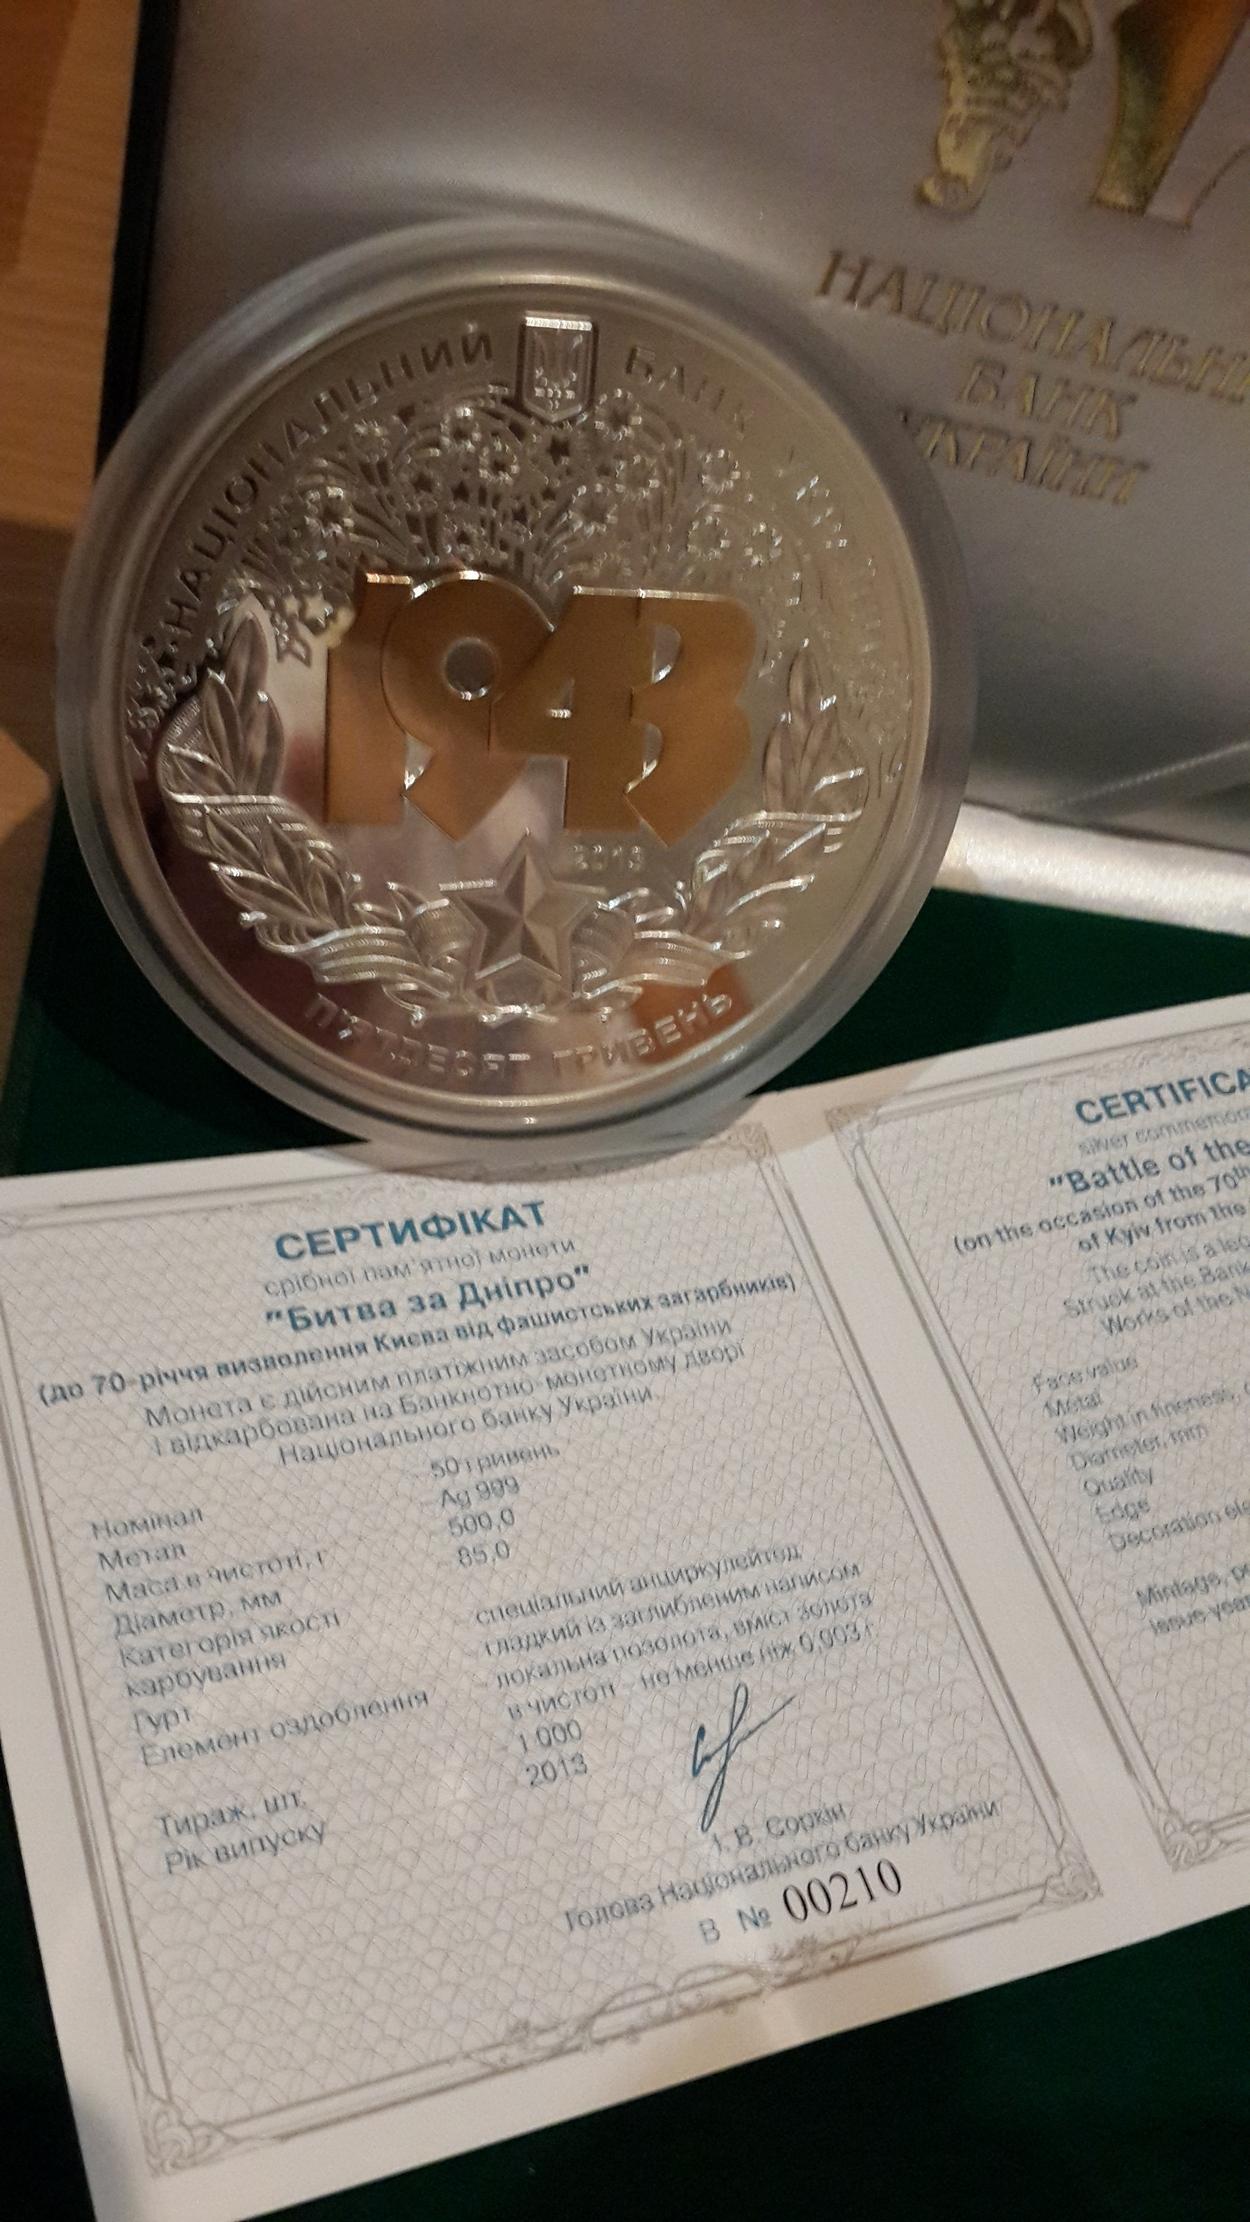 НАЦІОНАЛЬНИЙ БАНК
1943
2013
П'ЯТДЕСЯТ ГРИВЕНЬ
НАЦІОНАЛЬН
БАНК
УКРАЇНИ
СЕРТИФІКАТ
срібної пам'ятної монети
"Битва за Дніпро"
(до 70-річчя визволення Києва від фашистських загарбників)
Монета є дійсним платіжним засобом України
і відкарбована на Банкнотно-монетному дворі
Національного банку України.
Номінал 50 гривень
Метал Ag 999
Маса в чистоті, г 500,0
Діаметр, мм 85,0
Категорія якості
карбування спеціальний анциркулейтед
Гурт гладкий із заглибленим написом
Елемент оздоблення локальна позолота, вміст золота
в чистоті - не менше ніж 0,003 г
Тираж, шт. 1 000
Рік випуску 2013
І. В. Соркін
Голова Національного банку України
В № 00210
CERTIFICA
silver commemor
"Battle of the
(on the occasion of the 70th
of Kyiv from the
The coin is a leg
Struck at the Bank
Works of the N
Face value
Metal
Weight in fineness,
Diameter, mm
Quality
Edge
Decoration ele
Mintage, p
Issue year